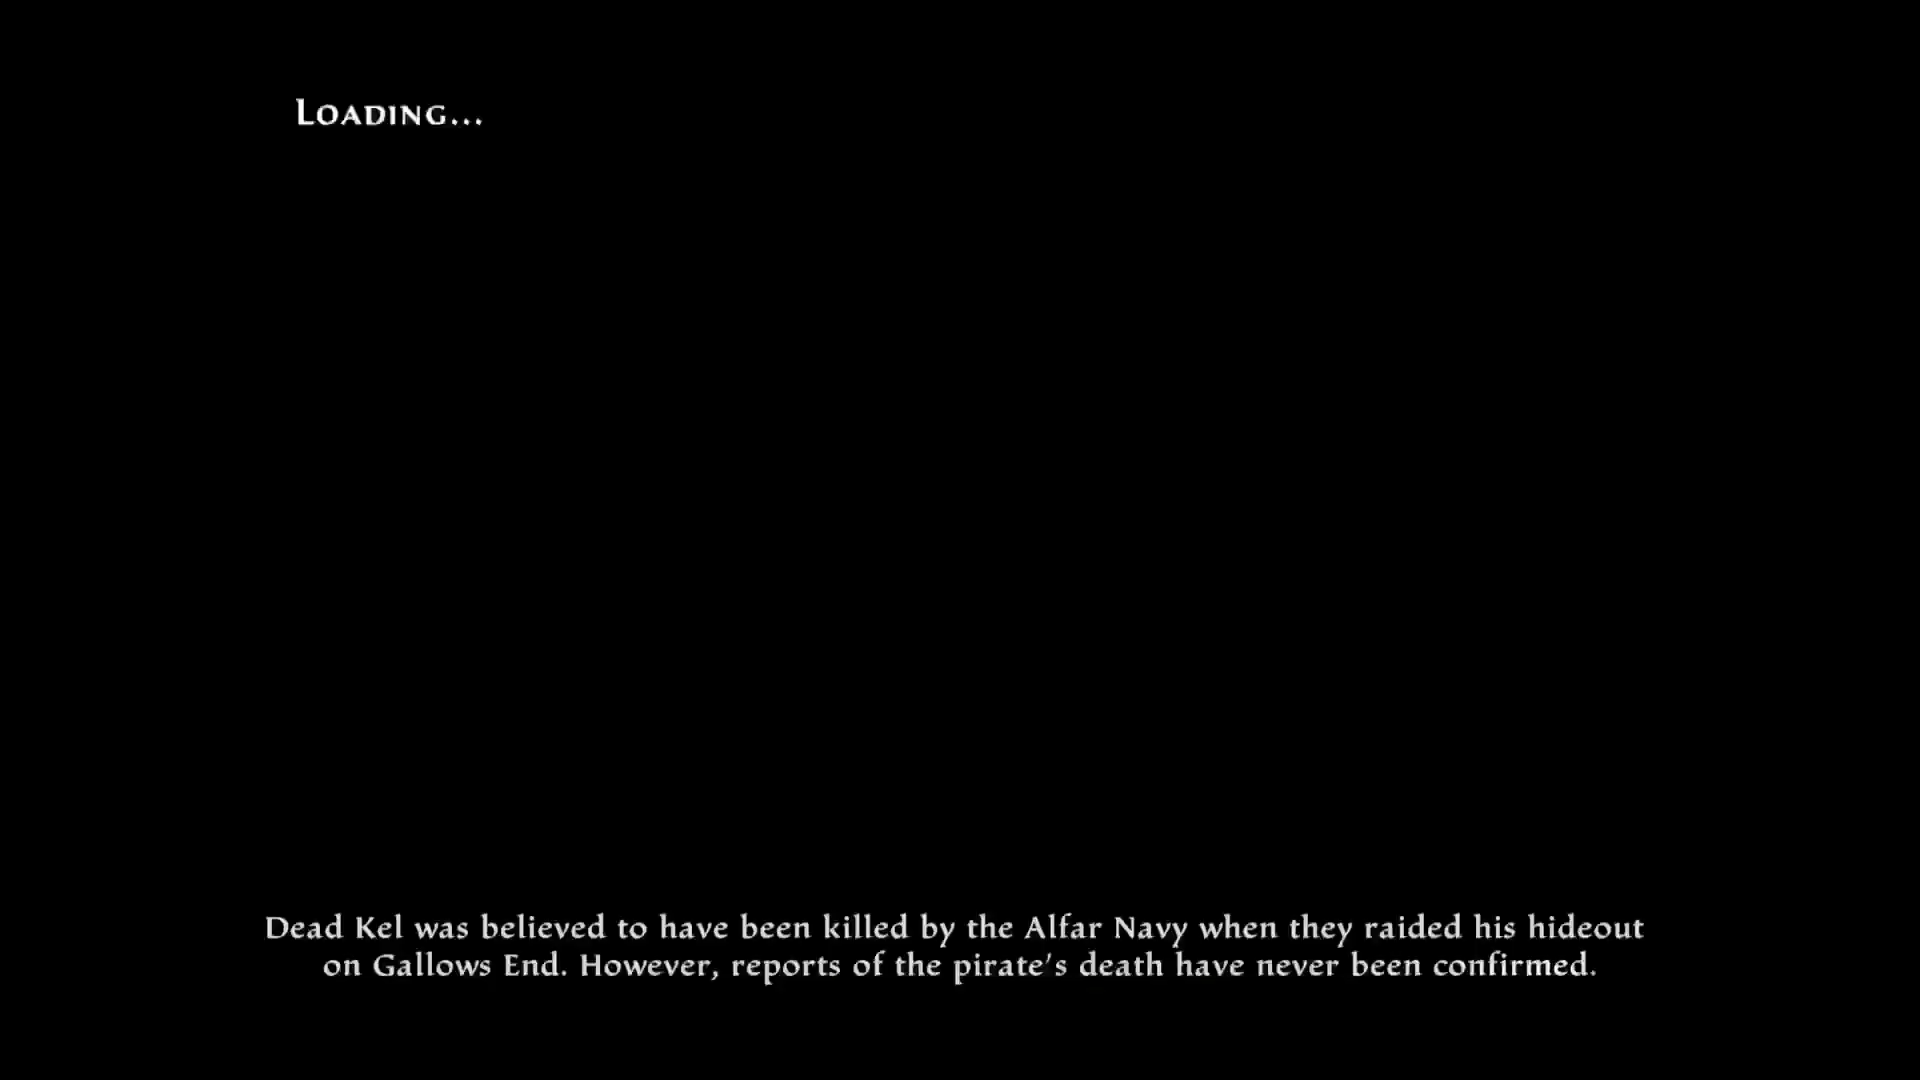 Loading...
Dead Kel was believed to have been killed by the Alfar Navy when they raided his hideout
on Gallows End. However, reports of the pirate's death have never been confirmed.